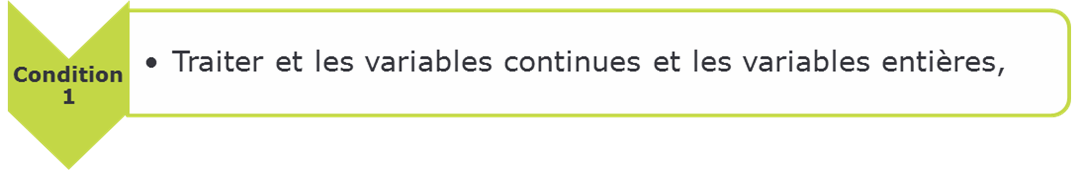 Condition
1
• Traiter et les variables continues et les variables entières,